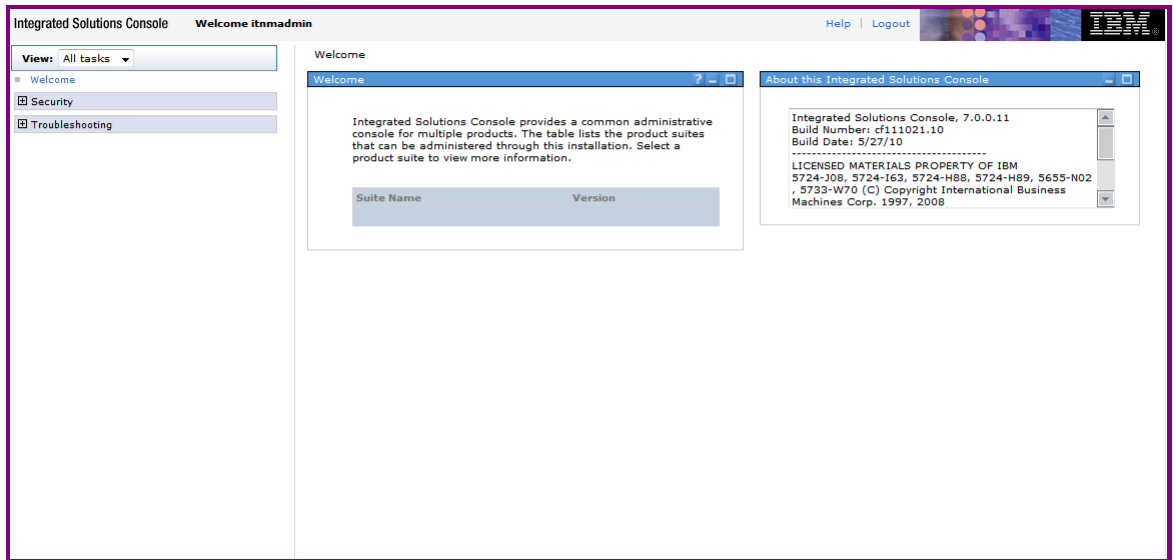 Integrated Solutions Console Welcome itnmadmin
Help Logout
IBM®
View: All tasks
Welcome
Security
Troubleshooting
Welcome
Welcome
Integrated Solutions Console provides a common administrative
console for multiple products. The table lists the product suites
that can be administered through this installation. Select a
product suite to view more information.
Suite Name Version
About this Integrated Solutions Console
Integrated Solutions Console, 7.0.0.11
Build Number: cf111021.10
Build Date: 5/27/10
---------------------------------------
LICENSED MATERIALS PROPERTY OF IBM
5724-J08, 5724-I63, 5724-H88, 5724-H89, 5655-N02
, 5733-W70 (C) Copyright International Business
Machines Corp. 1997, 2008